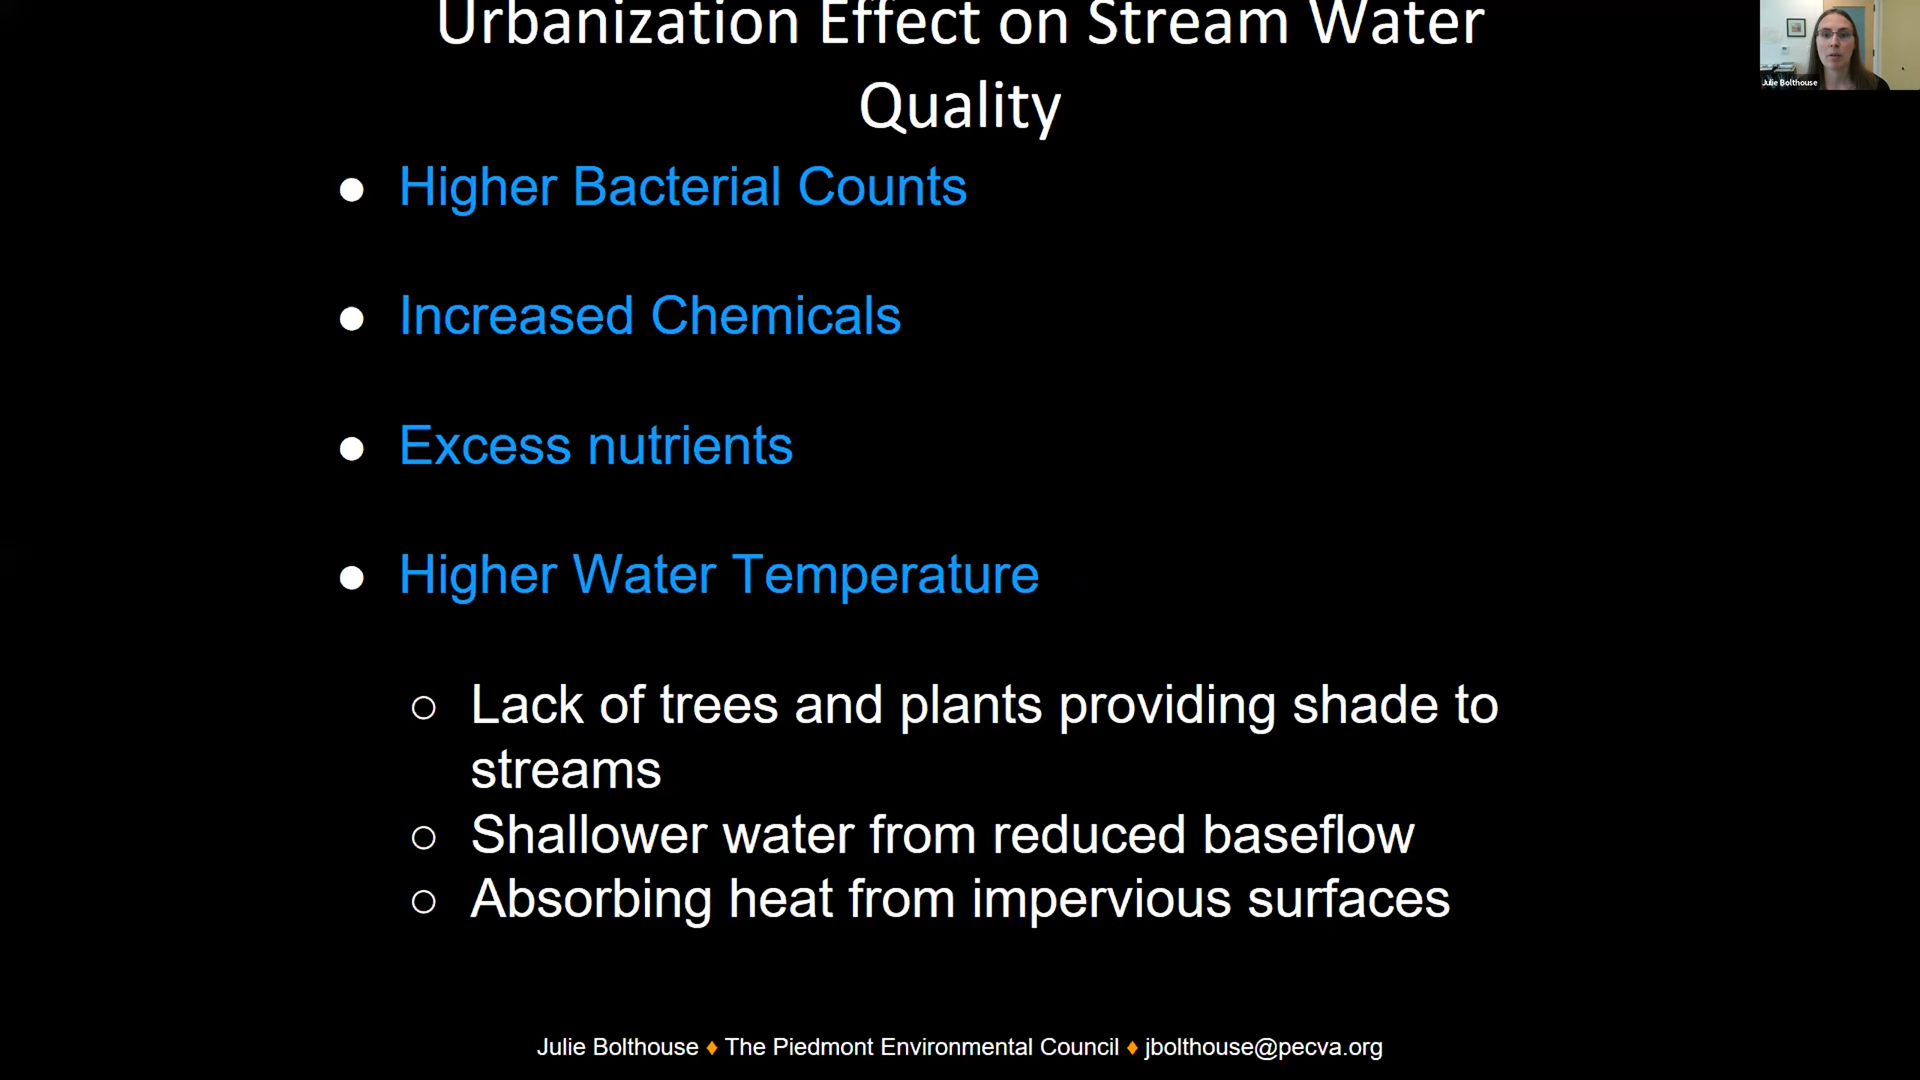 Urbanization Effect on Stream Water
Quality
Julie Bolthouse
● Higher Bacterial Counts
● Increased Chemicals
● Excess nutrients
● Higher Water Temperature
○ Lack of trees and plants providing shade to
streams
○ Shallower water from reduced baseflow
○ Absorbing heat from impervious surfaces
Julie Bolthouse ♦ The Piedmont Environmental Council ♦ jbolthouse@pecva.org